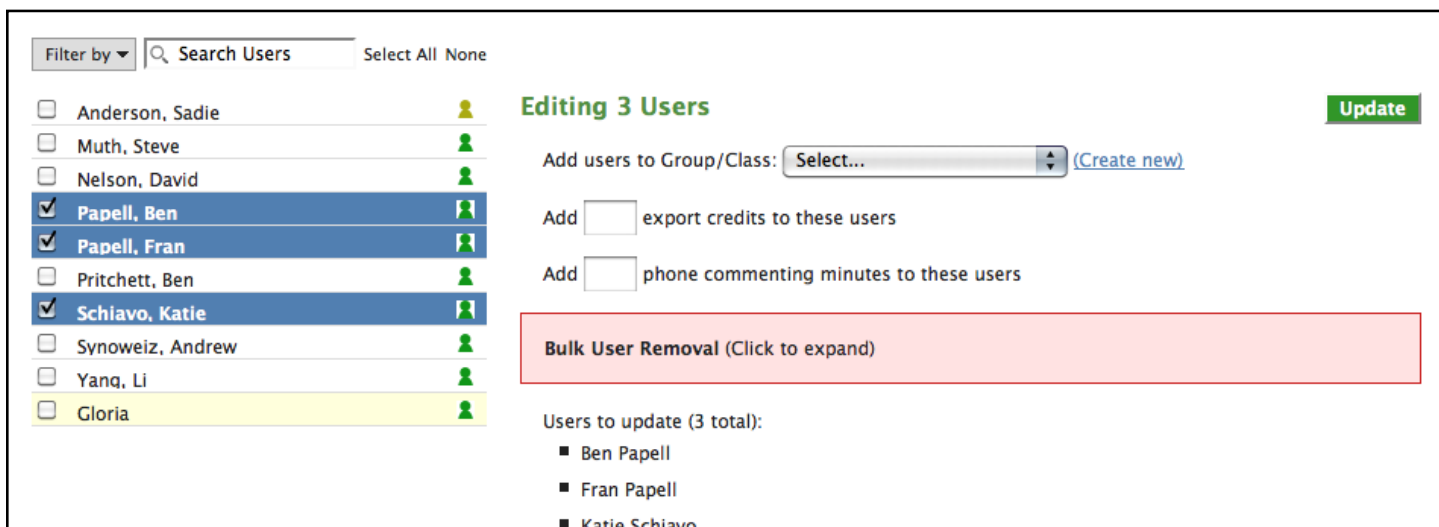 Filter by Search Users Select All None
Anderson, Sadie
Muth, Steve
Nelson, David
Papell, Ben
Papell, Fran
Pritchett, Ben
Schiavo, Katie
Synoweiz, Andrew
Yang, Li
Gloria
Editing 3 Users
Update
Add users to Group/Class: Select... (Create new)
Add export credits to these users
Add phone commenting minutes to these users
Bulk User Removal (Click to expand)
Users to update (3 total):
Ben Papell
Fran Papell
Katie Schiavo